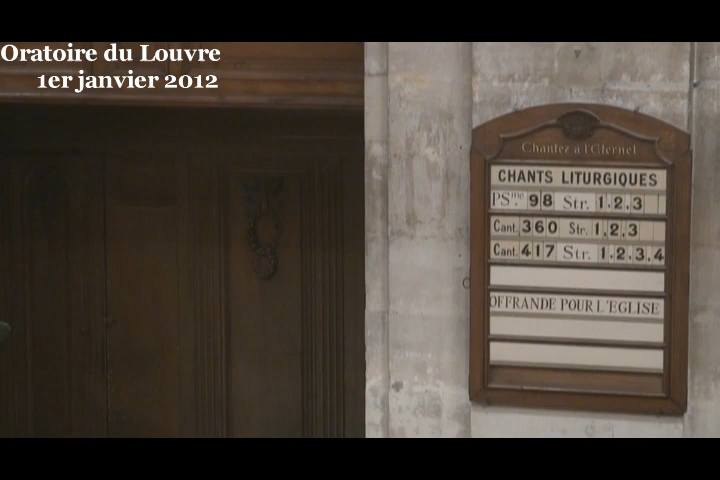 Oratoire du Louvre
1er janvier 2012
Chantez à l'Eternel
CHANTS LITURGIQUES
PS.me 98 Str. 1.2.3
Cant. 360 Str. 1,2,3
Cant. 417 Str. 1.2.3.4
OFFRANDE POUR L'EGLISE